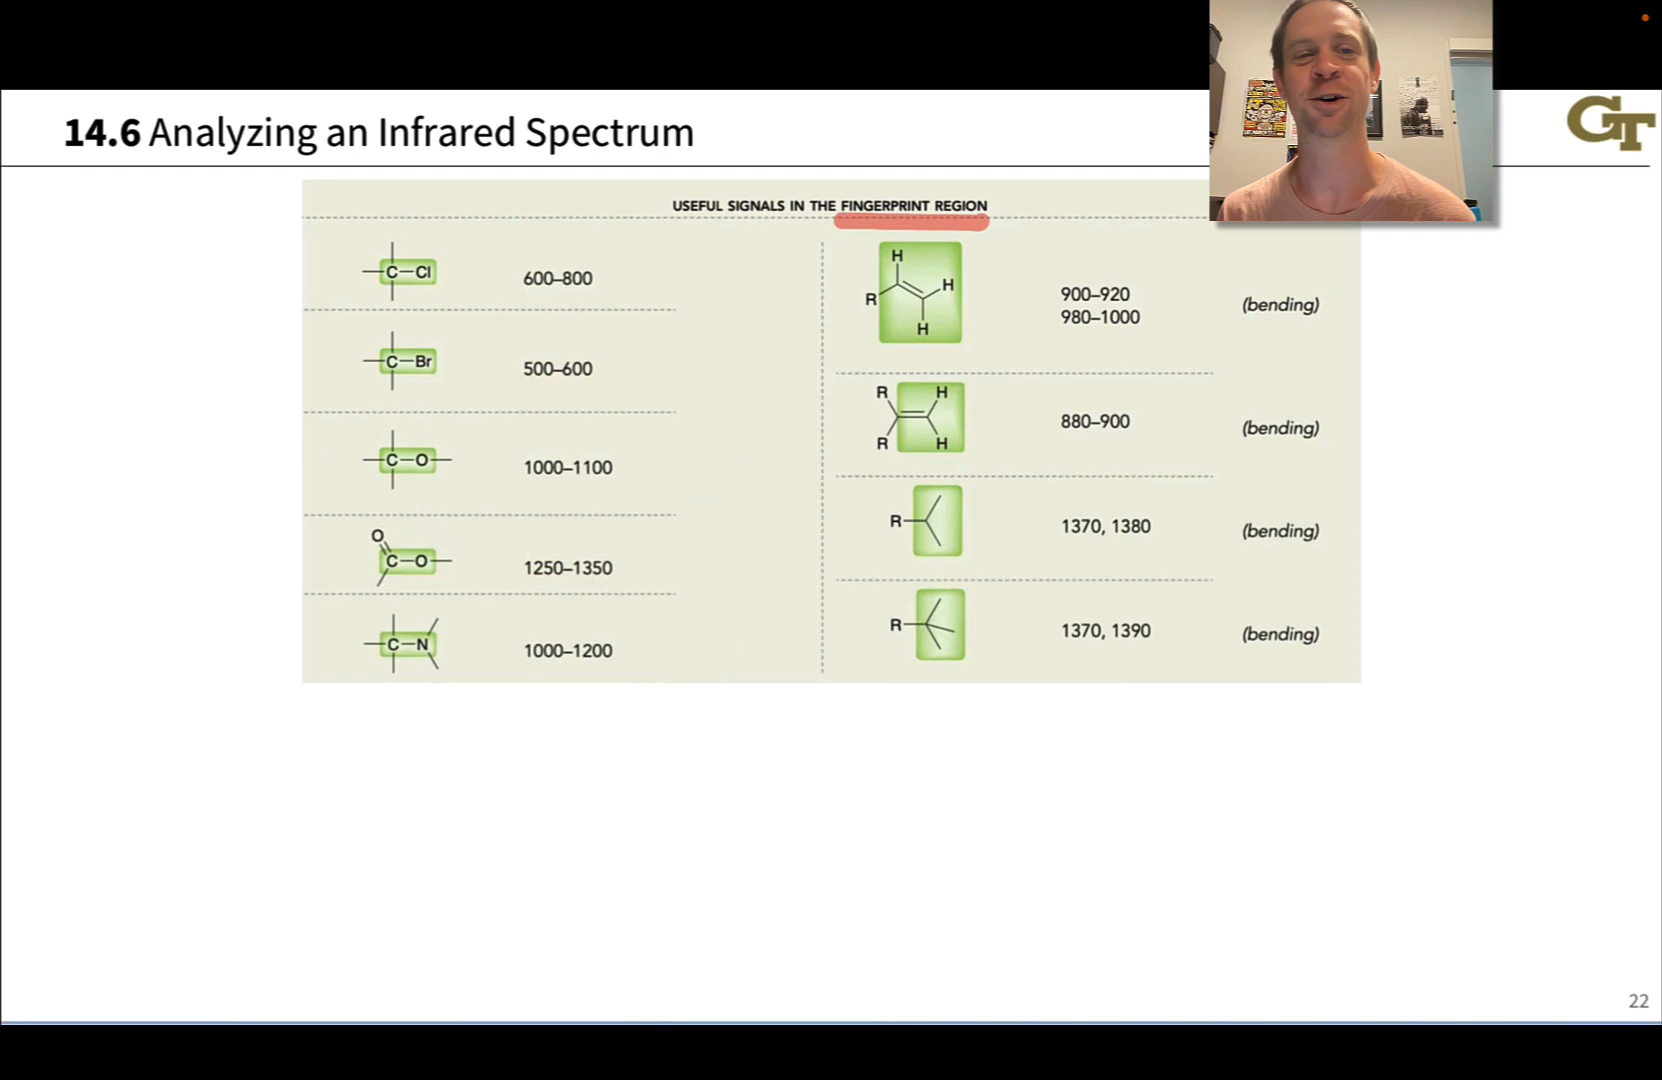 14.6 Analyzing an Infrared Spectrum
GT
USEFUL SIGNALS IN THE FINGERPRINT REGION
C–Cl
600–800
C–Br
500–600
C–O
1000–1100
O
C–O
1250–1350
C–N
1000–1200
H
R
H
H
900–920
980–1000
(bending)
R
H
R
H
880–900
(bending)
R
1370, 1380
(bending)
R
1370, 1390
(bending)
22